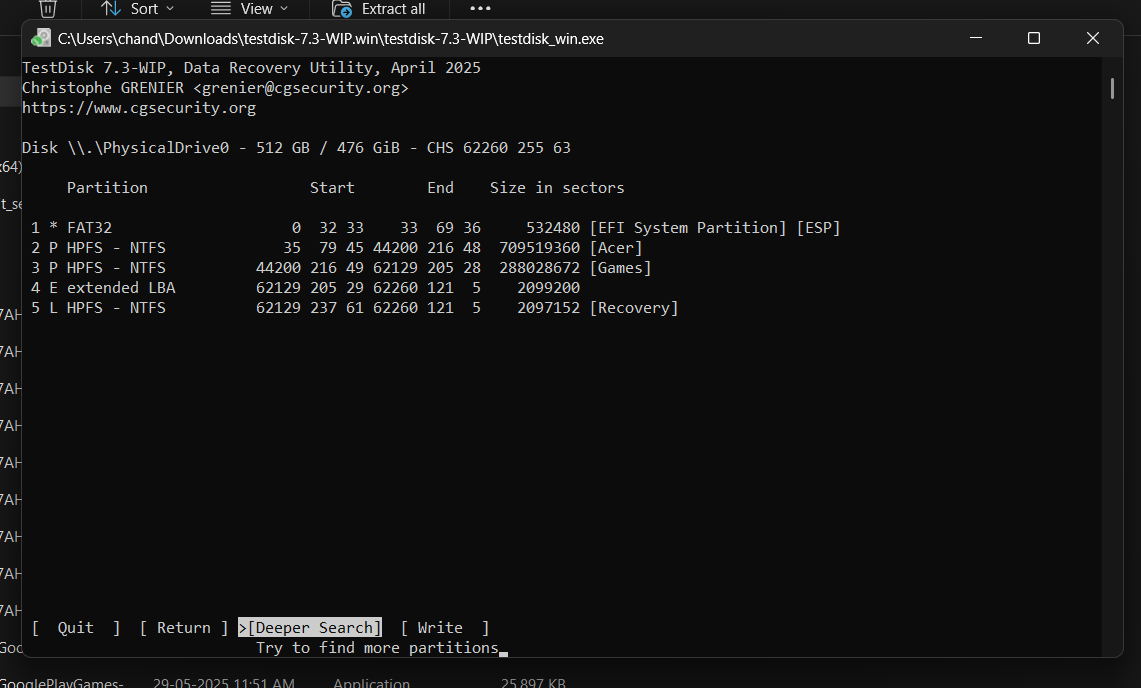 Sort View Extract all
C:\Users\chand\Downloads\testdisk-7.3-WIP.win\testdisk-7.3-WIP\testdisk_win.exe
TestDisk 7.3-WIP, Data Recovery Utility, April 2025
Christophe GRENIER <grenier@cgsecurity.org>
https://www.cgsecurity.org
Disk \\.\PhysicalDrive0 - 512 GB / 476 GiB - CHS 62260 255 63
x64)
Partition Start End Size in sectors
t_se
1 * FAT32 0 32 33 33 69 36 532480 [EFI System Partition] [ESP]
2 P HPFS - NTFS 35 79 45 44200 216 48 709519360 [Acer]
3 P HPFS - NTFS 44200 216 49 62129 205 28 288028672 [Games]
4 E extended LBA 62129 205 29 62260 121 5 2099200
5 L HPFS - NTFS 62129 237 61 62260 121 5 2097152 [Recovery]
7AH
7AH
7AH
7AH
7AH
7AH
7AH
7AH
7AH
[ Quit ] [ Return ] >[Deeper Search] [ Write ]
Goo
Try to find more partitions_
GooglePlayGames- 29-05-2025 11:51 AM Application 25,897 KB